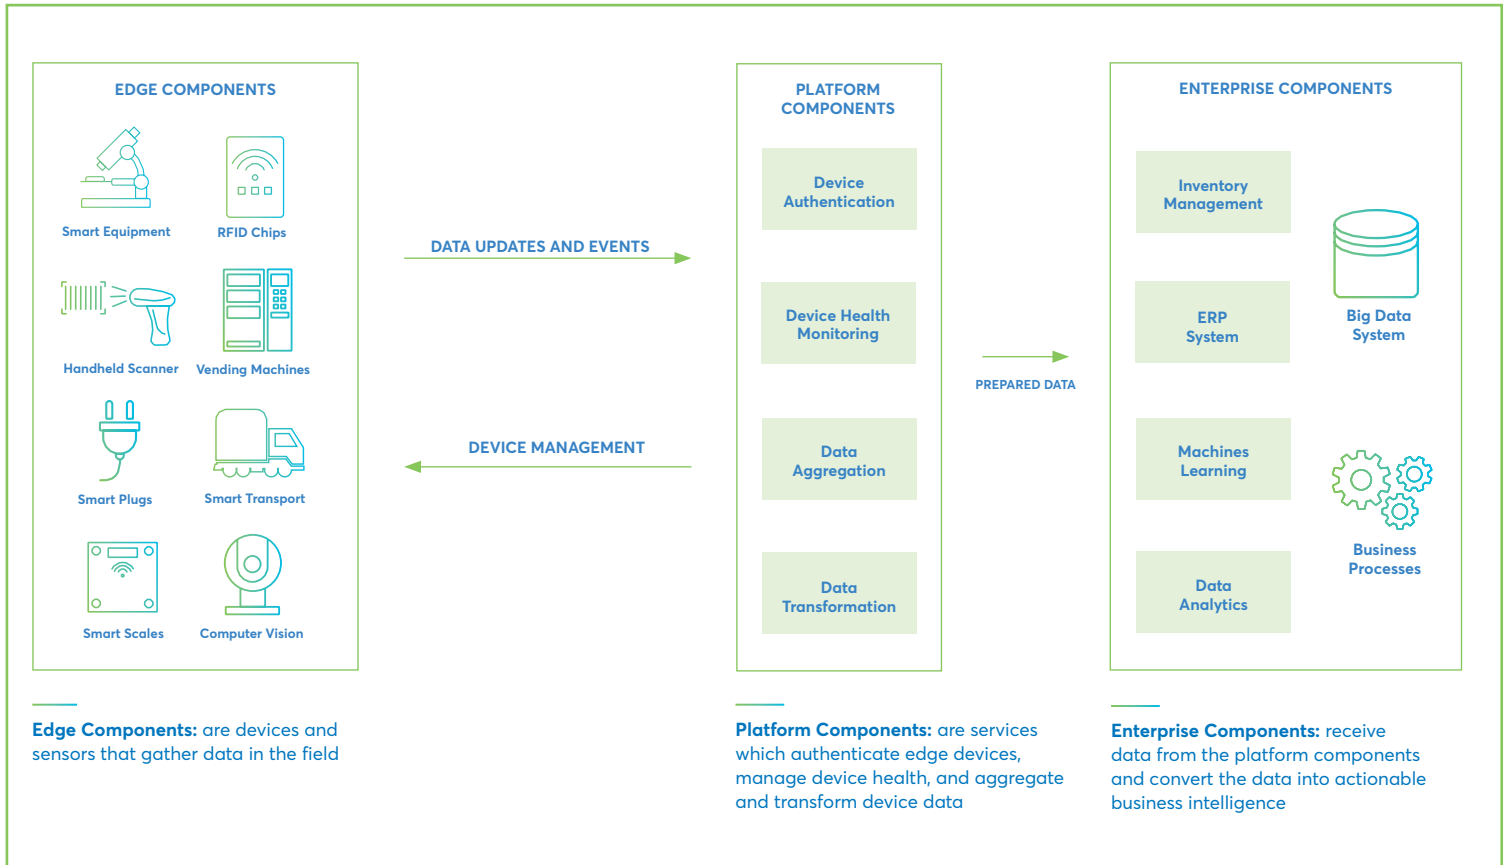 EDGE COMPONENTS
Smart Equipment
RFID Chips
Handheld Scanner
Vending Machines
Smart Plugs
Smart Transport
Smart Scales
Computer Vision
DATA UPDATES AND EVENTS
DEVICE MANAGEMENT
PLATFORM
COMPONENTS
Device
Authentication
Device Health
Monitoring
Data
Aggregation
Data
Transformation
PREPARED DATA
ENTERPRISE COMPONENTS
Inventory
Management
ERP
System
Machines
Learning
Data
Analytics
Big Data
System
Business
Processes
Edge Components: are devices and
sensors that gather data in the field
Platform Components: are services
which authenticate edge devices,
manage device health, and aggregate
and transform device data
Enterprise Components: receive
data from the platform components
and convert the data into actionable
business intelligence